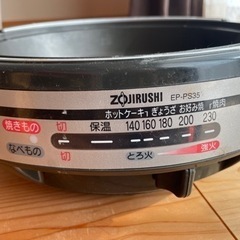 ZOJIRUSHI
EP-PS35
ホットケーキ ぎょうざ お好み焼 焼肉
焼きもの 切 保温 140 160 180 200 230
なべもの 切 とろ火 強火